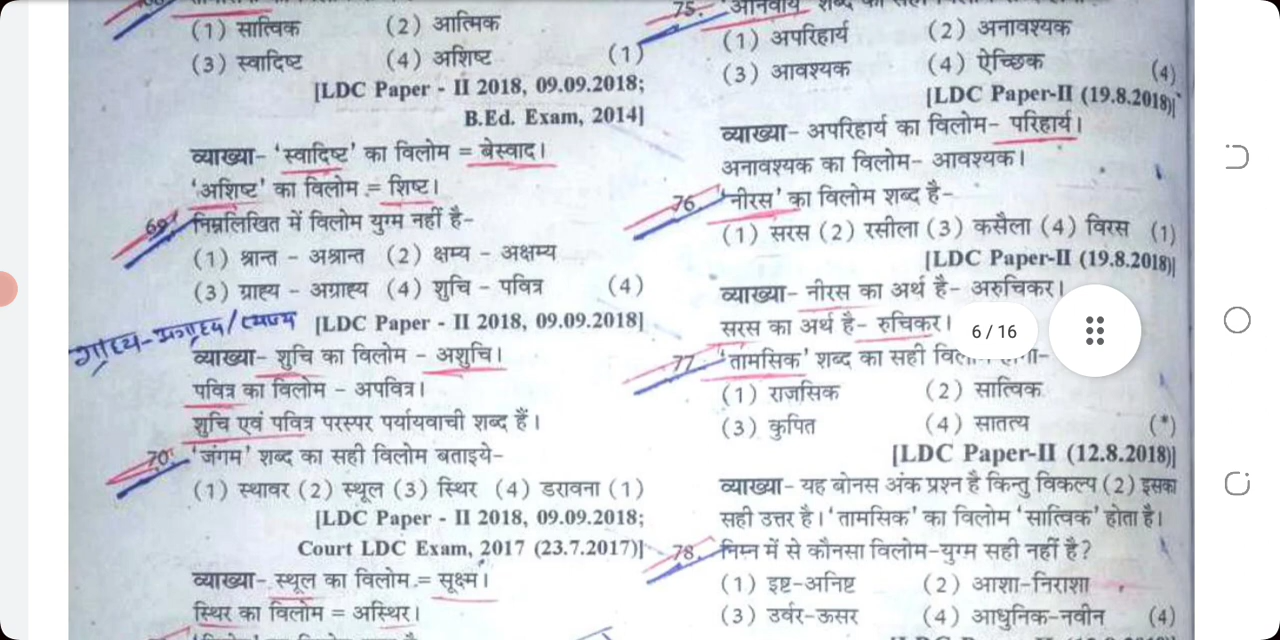 (1) सात्विक (2) आत्मिक
(3) स्वादिष्ट (4) अशिष्ट (1)
[LDC Paper - II 2018, 09.09.2018;
B.Ed. Exam, 2014]
व्याख्या- 'स्वादिष्ट' का विलोम = बेस्वाद।
'अशिष्ट' का विलोम = शिष्ट।
69. निम्नलिखित में विलोम युग्म नहीं है-
(1) श्रान्त - अश्रान्त (2) क्षम्य - अक्षम्य
(3) ग्राह्य - अग्राह्य (4) शुचि - पवित्र (4)
ग्राह्य-अग्राह्य/त्याज्य [LDC Paper - II 2018, 09.09.2018]
व्याख्या- शुचि का विलोम - अशुचि।
पवित्र का विलोम - अपवित्र।
शुचि एवं पवित्र परस्पर पर्यायवाची शब्द हैं।
70. 'जंगम' शब्द का सही विलोम बताइये-
(1) स्थावर (2) स्थूल (3) स्थिर (4) डरावना (1)
[LDC Paper - II 2018, 09.09.2018;
Court LDC Exam, 2017 (23.7.2017)]
व्याख्या- स्थूल का विलोम = सूक्ष्म।
स्थिर का विलोम = अस्थिर।
75. 'अनिवार्य' शब्द का सही
(1) अपरिहार्य (2) अनावश्यक
(3) आवश्यक (4) ऐच्छिक (4)
[LDC Paper-II (19.8.2018)]
व्याख्या- अपरिहार्य का विलोम- परिहार्य।
अनावश्यक का विलोम- आवश्यक।
76. 'नीरस' का विलोम शब्द है-
(1) सरस (2) रसीला (3) कसैला (4) विरस (1)
[LDC Paper-II (19.8.2018)]
व्याख्या- नीरस का अर्थ है- अरुचिकर।
सरस का अर्थ है- रुचिकर।
6 / 16
77. 'तामसिक' शब्द का सही
(1) राजसिक (2) सात्विक
(3) कुपित (4) सातत्य (*)
[LDC Paper-II (12.8.2018)]
व्याख्या- यह बोनस अंक प्रश्न है किन्तु विकल्प (2) इसका
सही उत्तर है। 'तामसिक' का विलोम 'सात्विक' होता है।
78. निम्न में से कौनसा विलोम-युग्म सही नहीं है?
(1) इष्ट-अनिष्ट (2) आशा-निराशा
(3) उर्वर-ऊसर (4) आधुनिक-नवीन (4)